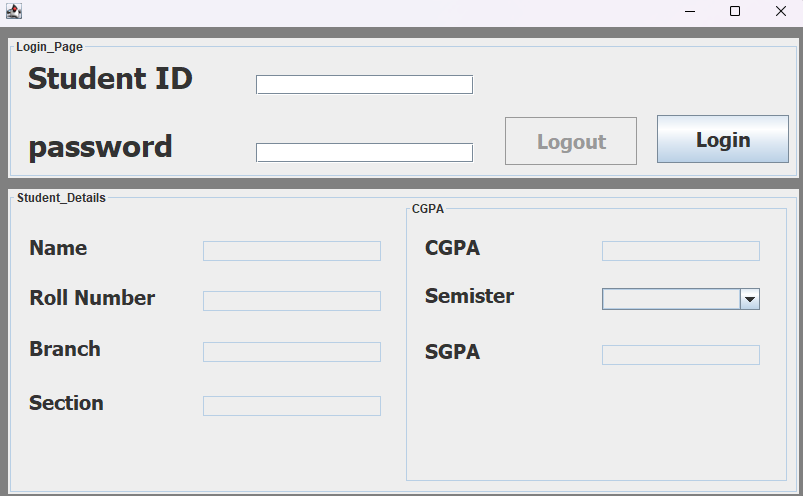 Login_Page
Student ID
password
Logout
Login
Student_Details
CGPA
Name
CGPA
Roll Number
Semister
Branch
SGPA
Section